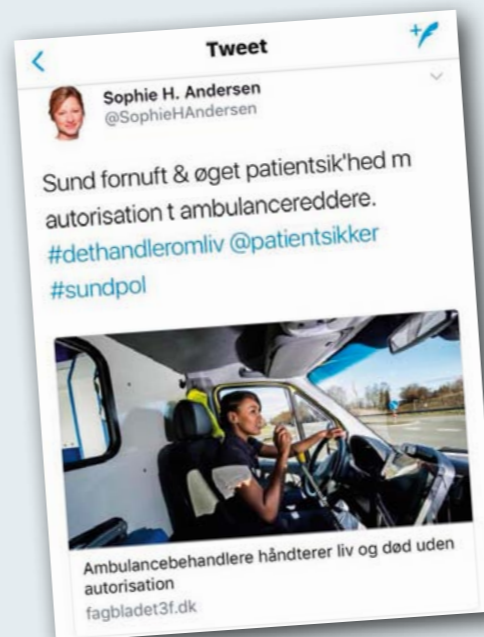 Tweet
Sophie H. Andersen
@SophieHAndersen
Sund fornuft & øget patientsik'hed m
autorisation t ambulancereddere.
#dethandleromliv @patientsikker
#sundpol
Ambulancebehandlere håndterer liv og død uden
autorisation
fagbladet3f.dk